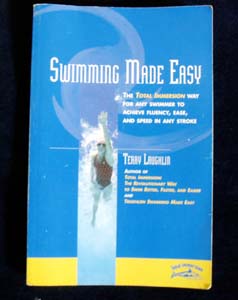 SWIMMING MADE EASY
THE TOTAL IMMERSION WAY
FOR ANY SWIMMER TO
ACHIEVE FLUENCY, EASE,
AND SPEED IN ANY STROKE
TERRY LAUGHLIN
AUTHOR OF
TOTAL IMMERSION:
THE REVOLUTIONARY WAY
TO SWIM BETTER, FASTER, AND EASIER
AND
TRIATHLON SWIMMING MADE EASY